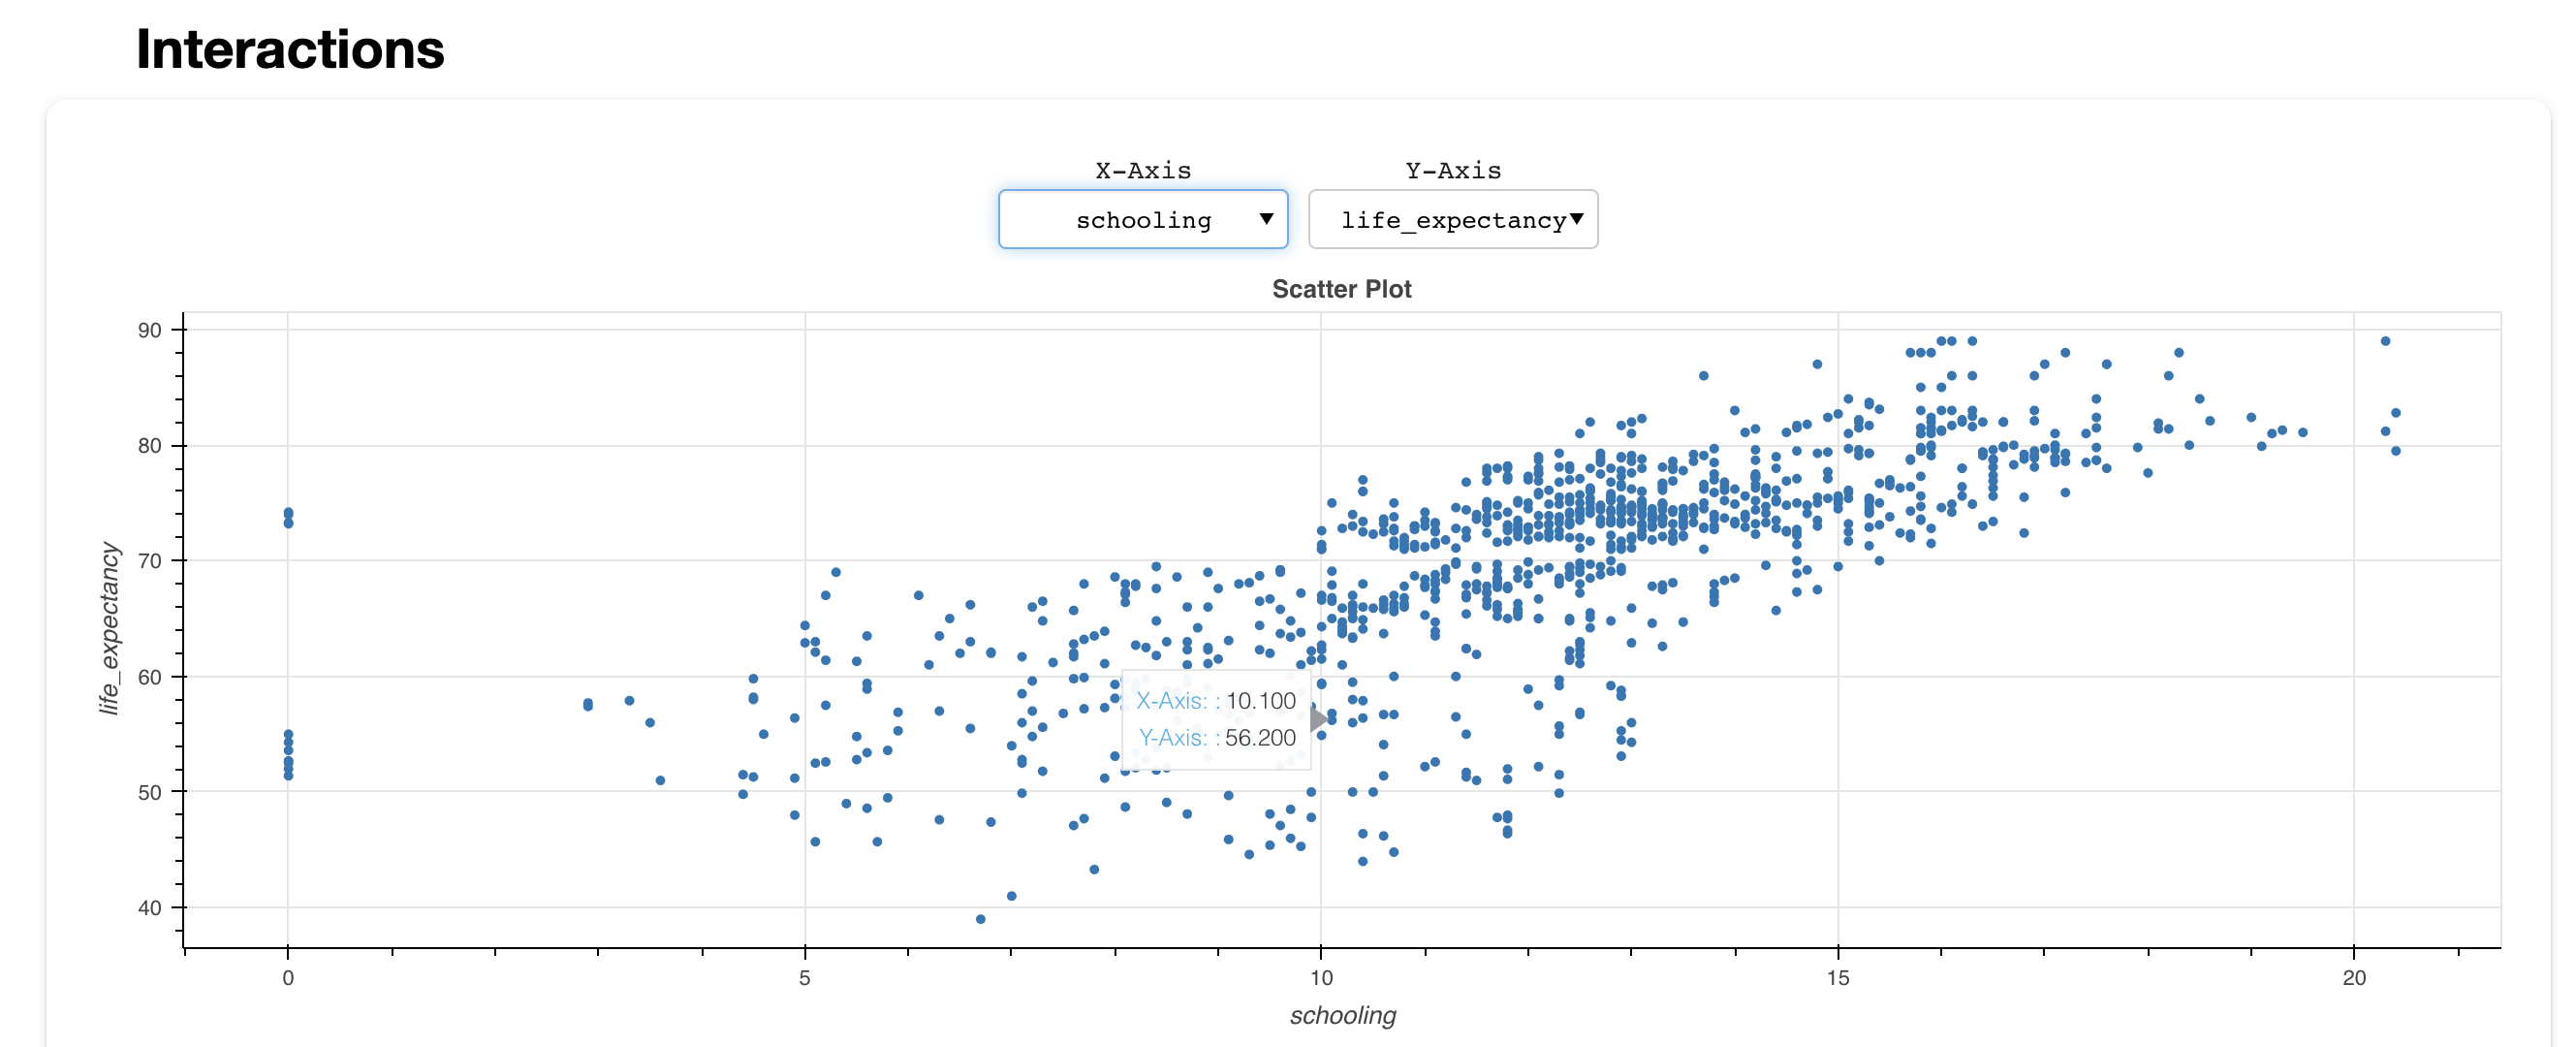 Interactions
X-Axis Y-Axis
schooling life_expectancy
Scatter Plot
90
80
70
60
50
40
life_expectancy
X-Axis: : 10.100
Y-Axis: : 56.200
0 5 10 15 20
schooling